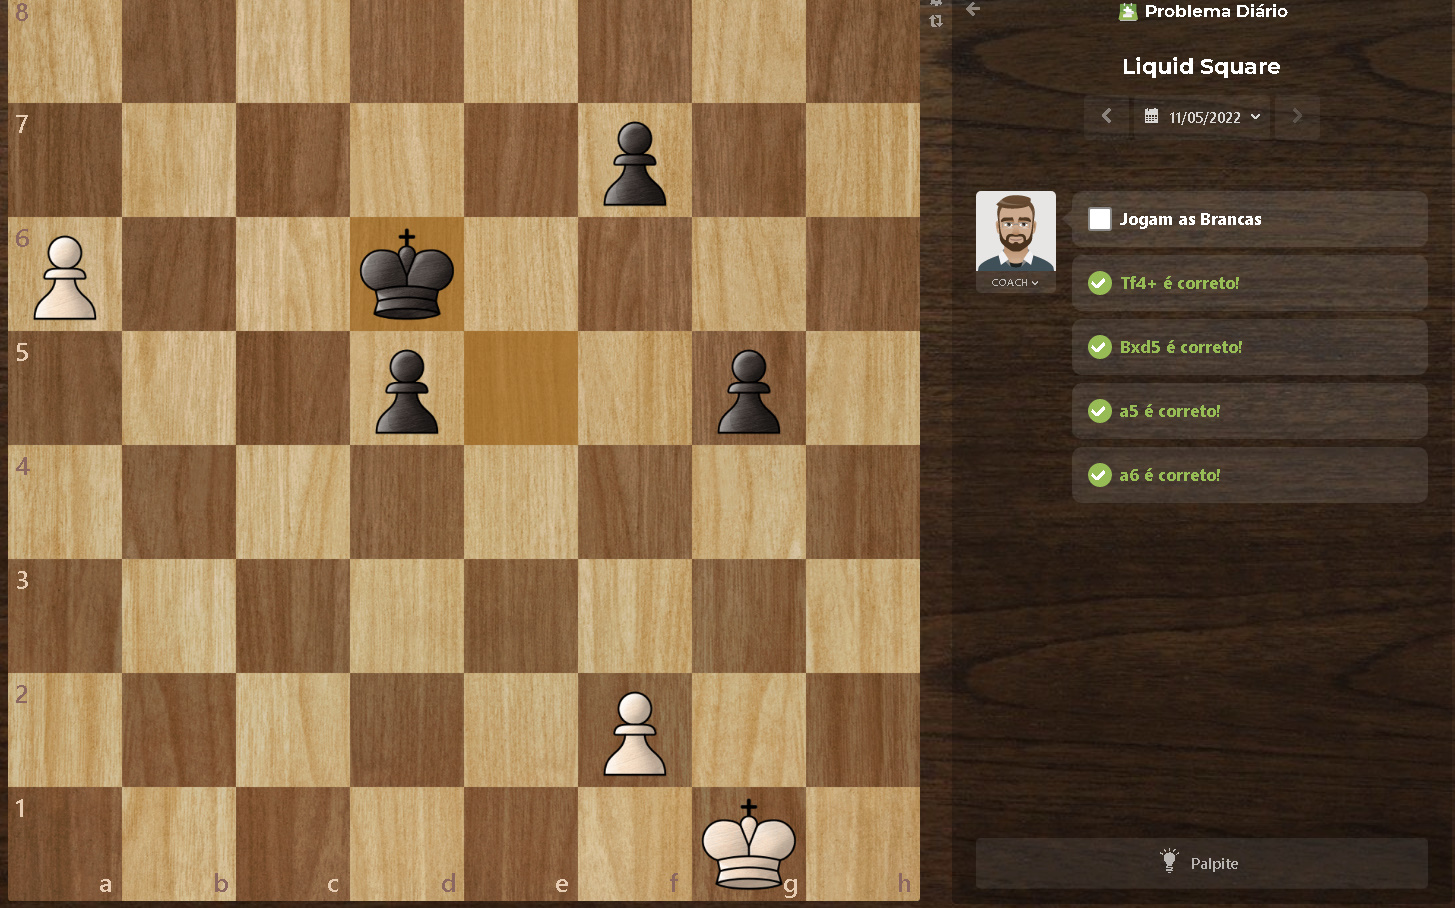 8
7
6
5
4
3
2
1
a b c d e f g h
Problema Diário
Liquid Square
11/05/2022
COACH
Jogam as Brancas
Tf4+ é correto!
Bxd5 é correto!
a5 é correto!
a6 é correto!
Palpite